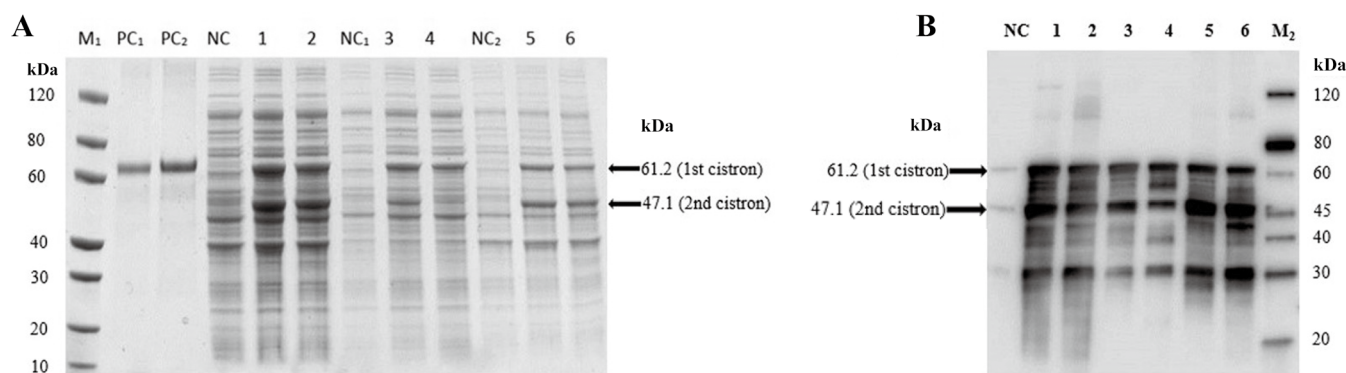 A
M1 PC1 PC2 NC 1 2 NC1 3 4 NC2 5 6
kDa
120
80
60
40
30
20
10
kDa
61.2 (1st cistron)
47.1 (2nd cistron)
B
NC 1 2 3 4 5 6 M2
kDa
61.2 (1st cistron)
47.1 (2nd cistron)
kDa
120
80
60
45
40
30
20